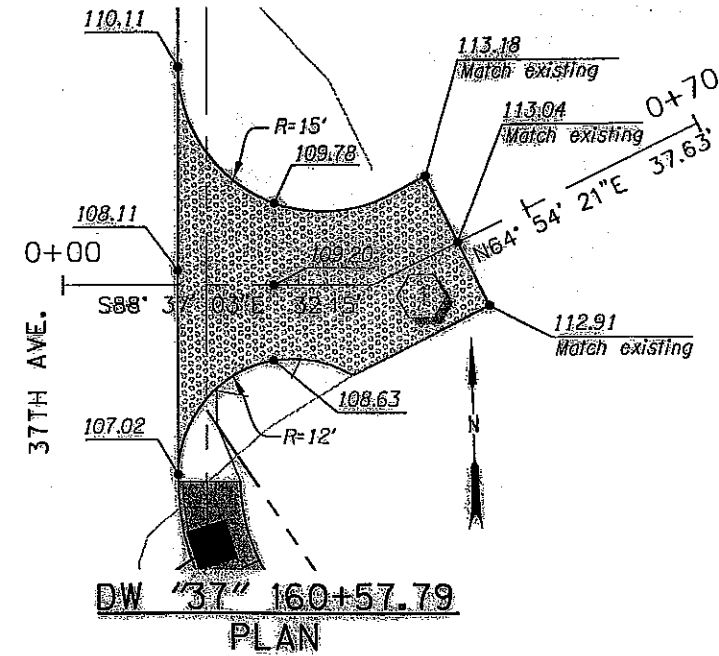 110.11
113.18
Match existing
113.04
Match existing
0+70
R=15'
109.78
N64° 54' 21"E 37.63'
108.11
0+00
109.20
S88° 37' 03"E 32.15'
1
112.91
Match existing
37TH AVE.
108.63
N
107.02
R=12'
DW "37" 160+57.79
PLAN